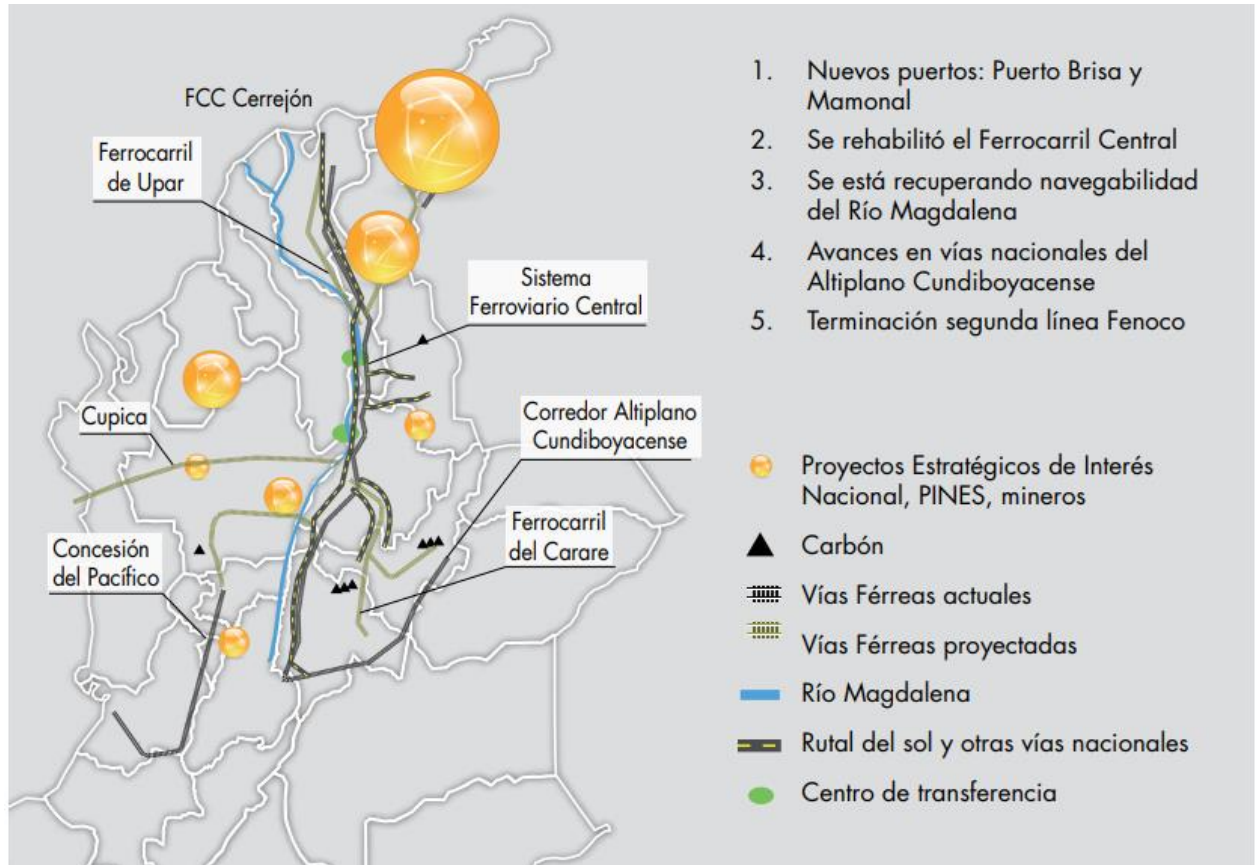 FCC Cerrejón
Ferrocarril
de Upar
Sistema
Ferroviario Central
Cupica
Corredor Altiplano
Cundiboyacense
Ferrocarril
del Carare
Concesión
del Pacífico
1. Nuevos puertos: Puerto Brisa y
Mamonal
2. Se rehabilitó el Ferrocarril Central
3. Se está recuperando navegabilidad
del Río Magdalena
4. Avances en vías nacionales del
Altiplano Cundiboyacense
5. Terminación segunda línea Fenoco
Proyectos Estratégicos de Interés
Nacional, PINES, mineros
Carbón
Vías Férreas actuales
Vías Férreas proyectadas
Río Magdalena
Rutal del sol y otras vías nacionales
Centro de transferencia